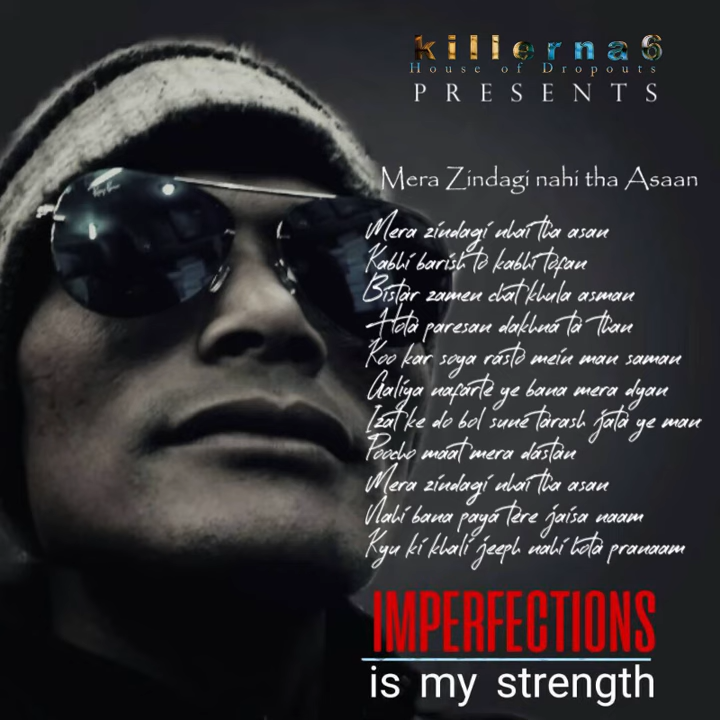 killerna6
House of Dropouts
PRESENTS
Mera Zindagi nahi tha Asaan
Mera zindagi nhai tha asan
Kabhi barish to kabhi tofan
Bistar zamen chat khula asman
Hota paresan dakhna ta than
Koo kar soya rasto mein man saman
Galiya nafarte ye bana mera dyan
Izat ke do bol sune tarash jata ye man
Poocho maat mera dastan
Mera zindagi nhai tha asan
Nahi bana paya tere jaisa naam
Kyu ki khali jeeph nahi hota pranaam
IMPERFECTIONS
is my strength
Ray-Ban